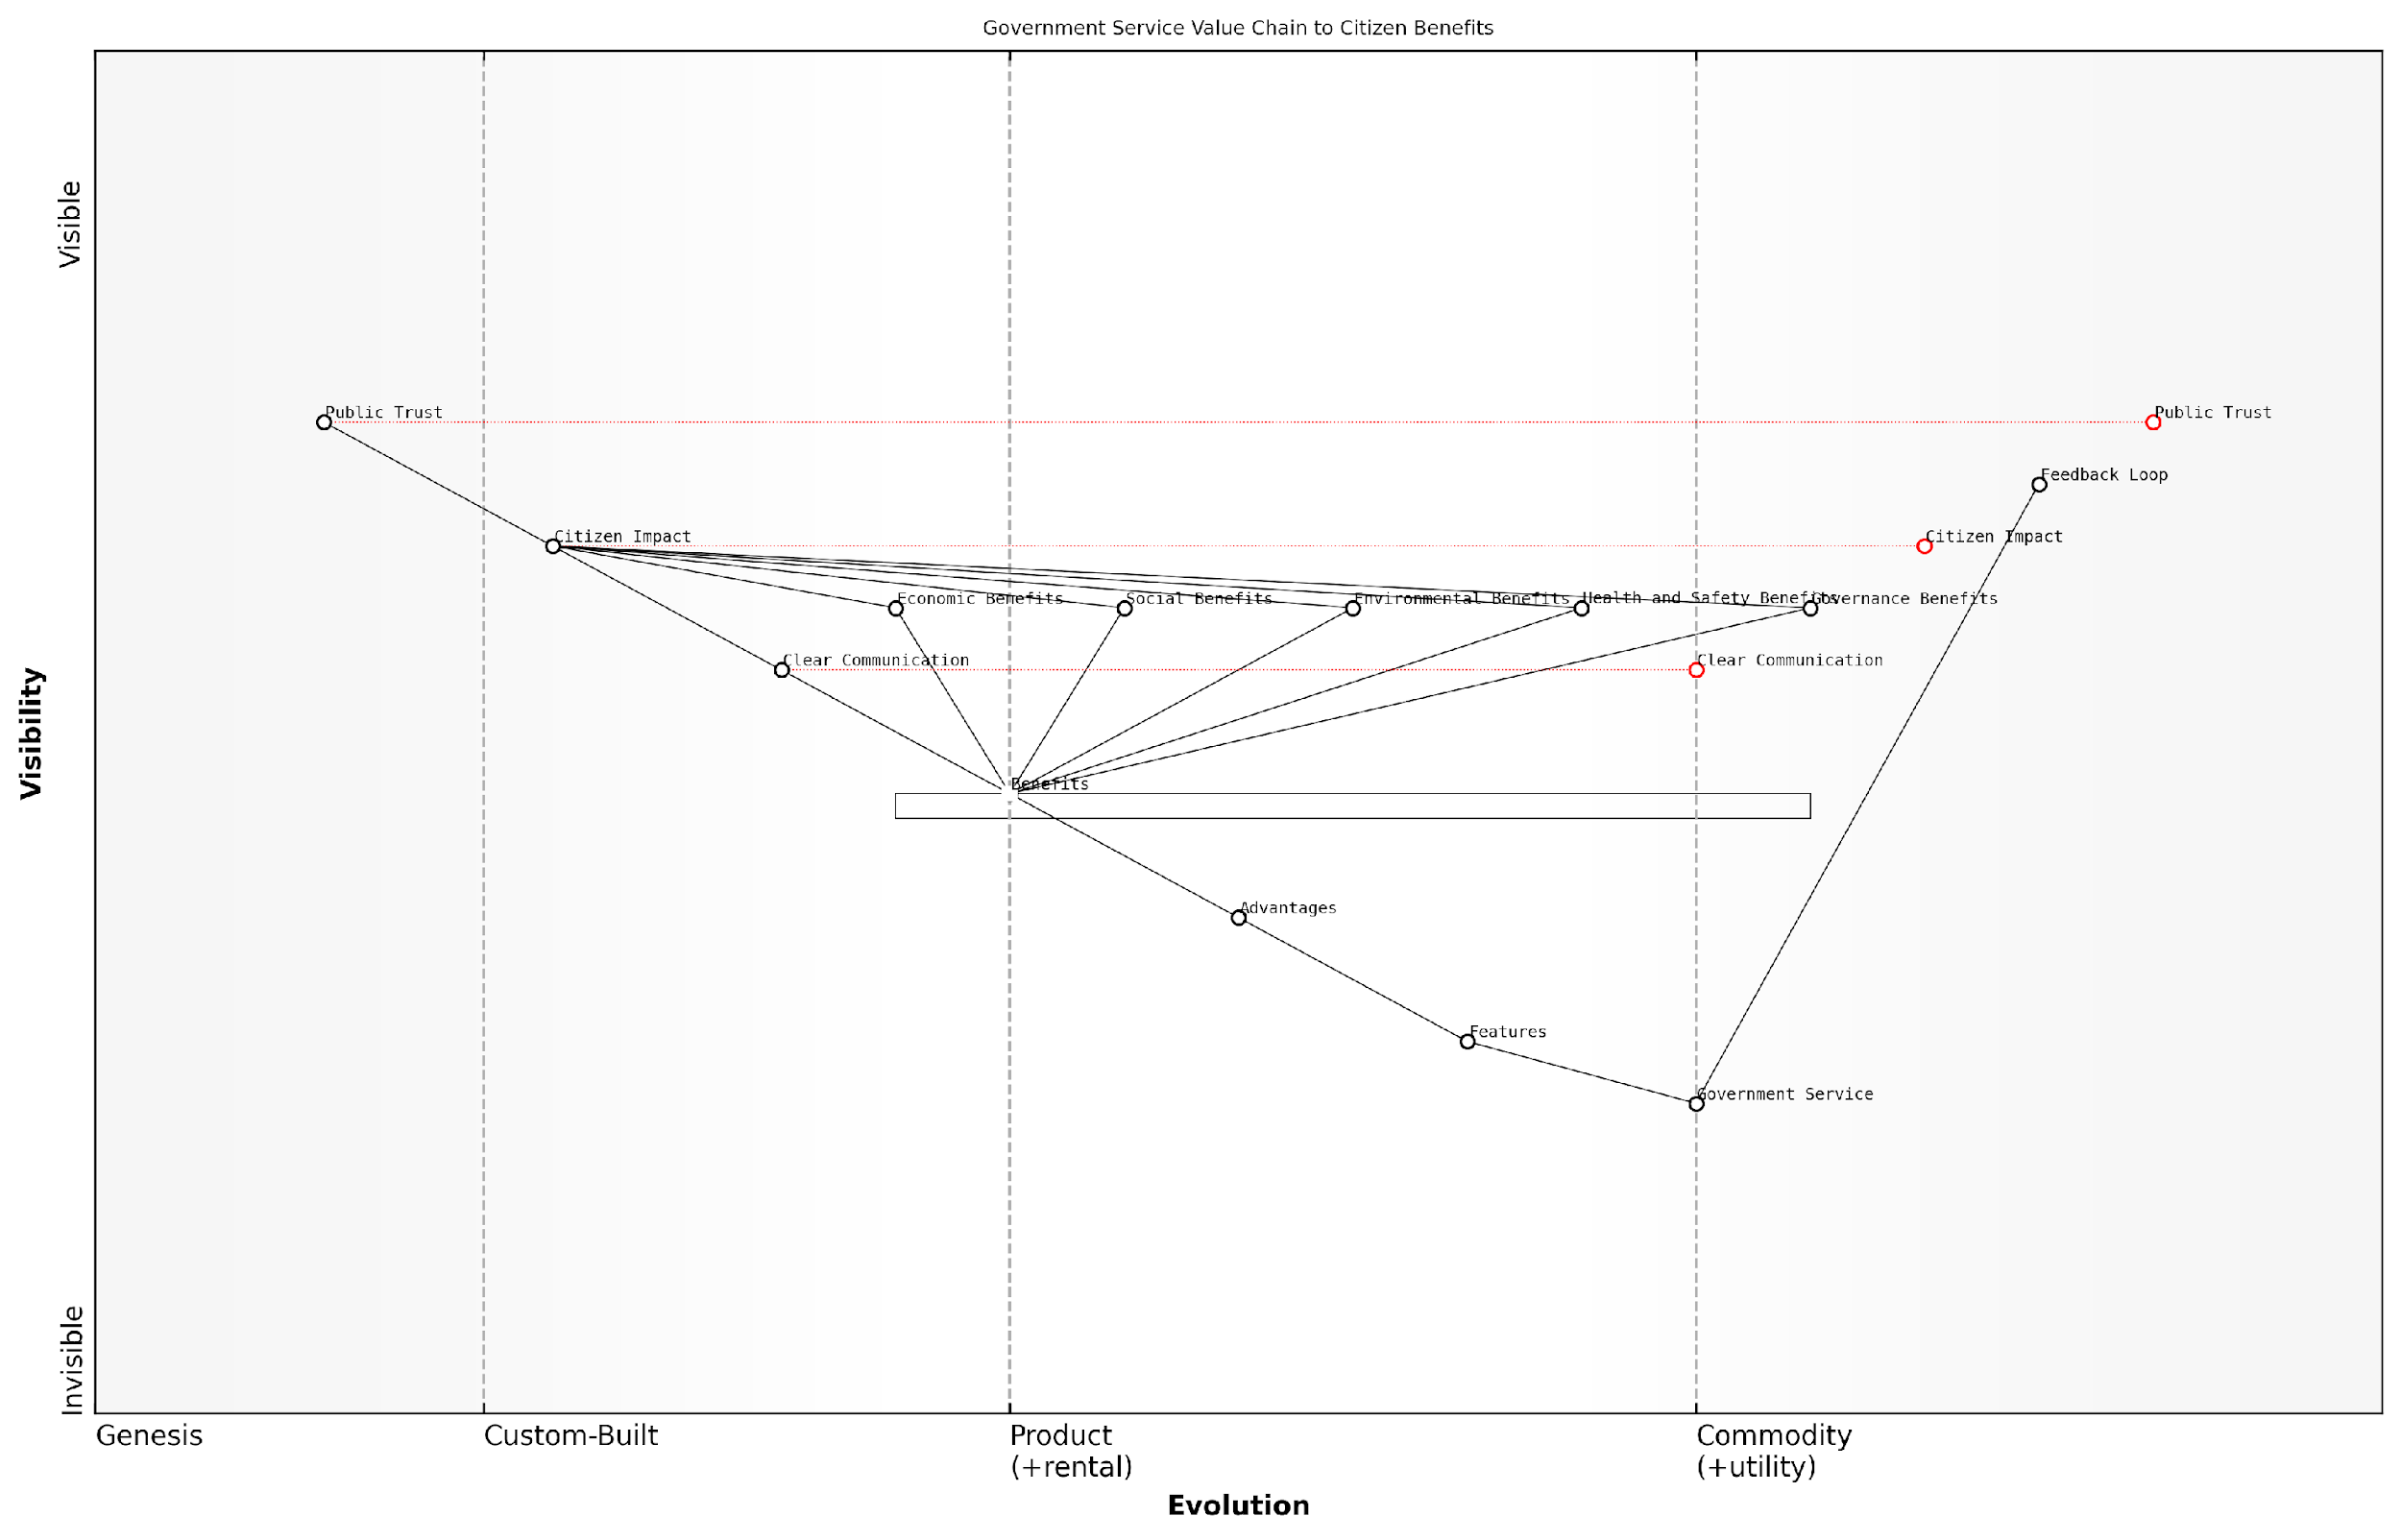 Government Service Value Chain to Citizen Benefits
Visible
Public Trust
Public Trust
Feedback Loop
Citizen Impact
Citizen Impact
Economic Benefits
Social Benefits
Environmental Benefits
Health and Safety Benefits
Governance Benefits
Clear Communication
Clear Communication
Visibility
Benefits
Advantages
Features
Government Service
Invisible
Genesis
Custom-Built
Product
(+rental)
Commodity
(+utility)
Evolution